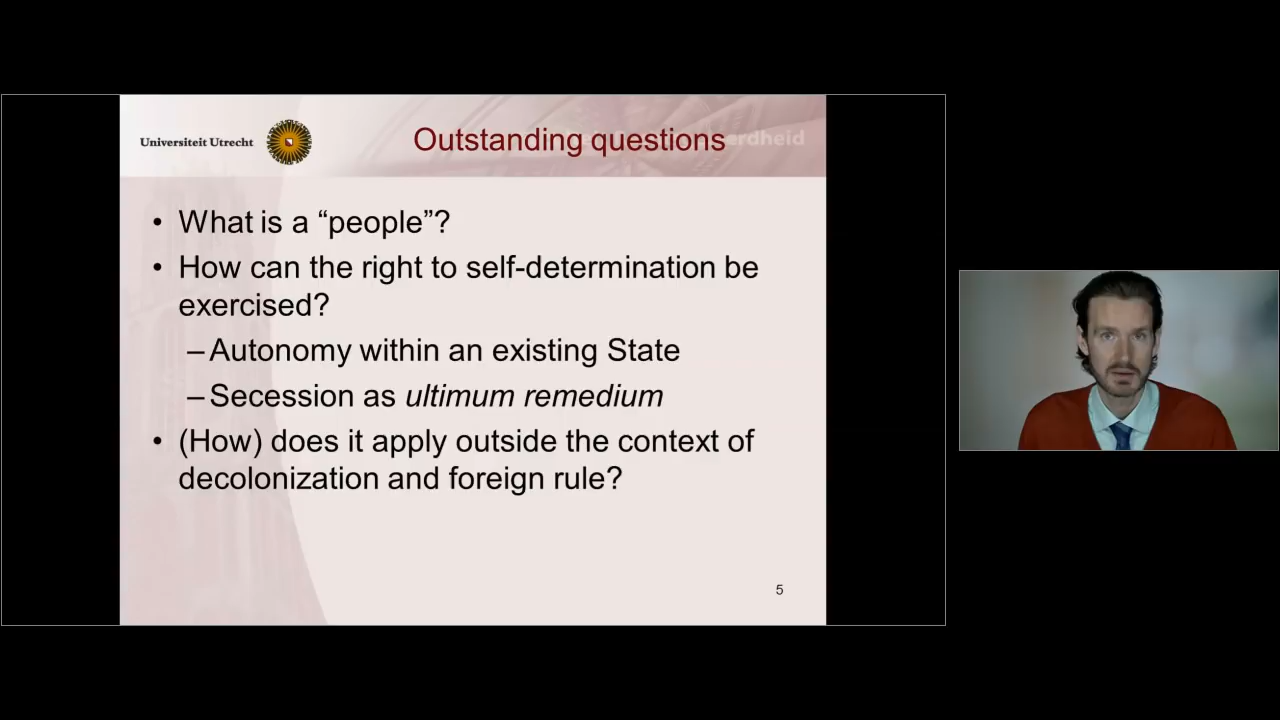 Universiteit Utrecht
Outstanding questions
erdheid
• What is a “people”?
• How can the right to self-determination be
exercised?
– Autonomy within an existing State
– Secession as ultimum remedium
• (How) does it apply outside the context of
decolonization and foreign rule?
5